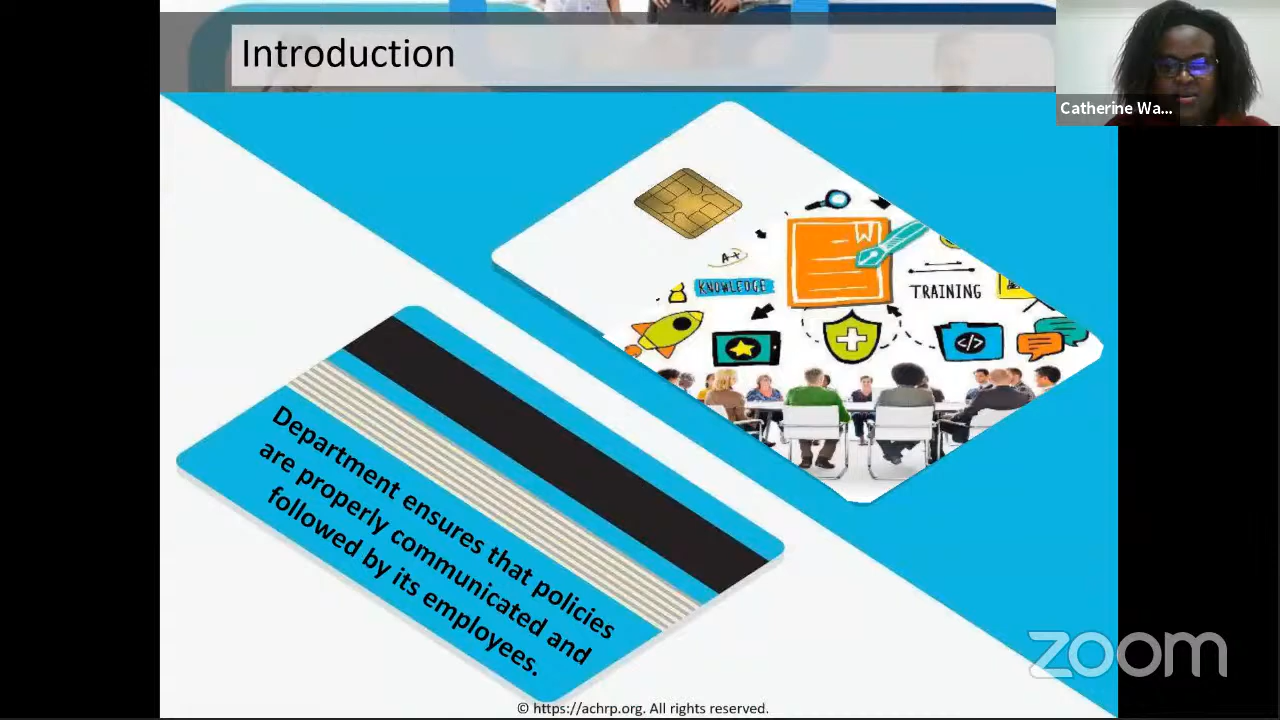 Introduction
Catherine Wa...
A+
KNOWLEDGE
TRAINING
</>
Department ensures that policies
are properly communicated and
followed by its employees.
zoom
© https://achrp.org. All rights reserved.